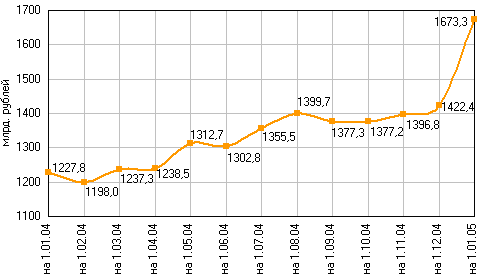 1700
1600
1500
1400
1300
1200
1100
млрд. рублей
1227,8
1198,0
1237,3
1238,5
1312,7
1302,8
1355,5
1399,7
1377,3
1377,2
1396,8
1422,4
1673,3
на 1.01.04
на 1.02.04
на 1.03.04
на 1.04.04
на 1.05.04
на 1.06.04
на 1.07.04
на 1.08.04
на 1.09.04
на 1.10.04
на 1.11.04
на 1.12.04
на 1.01.05